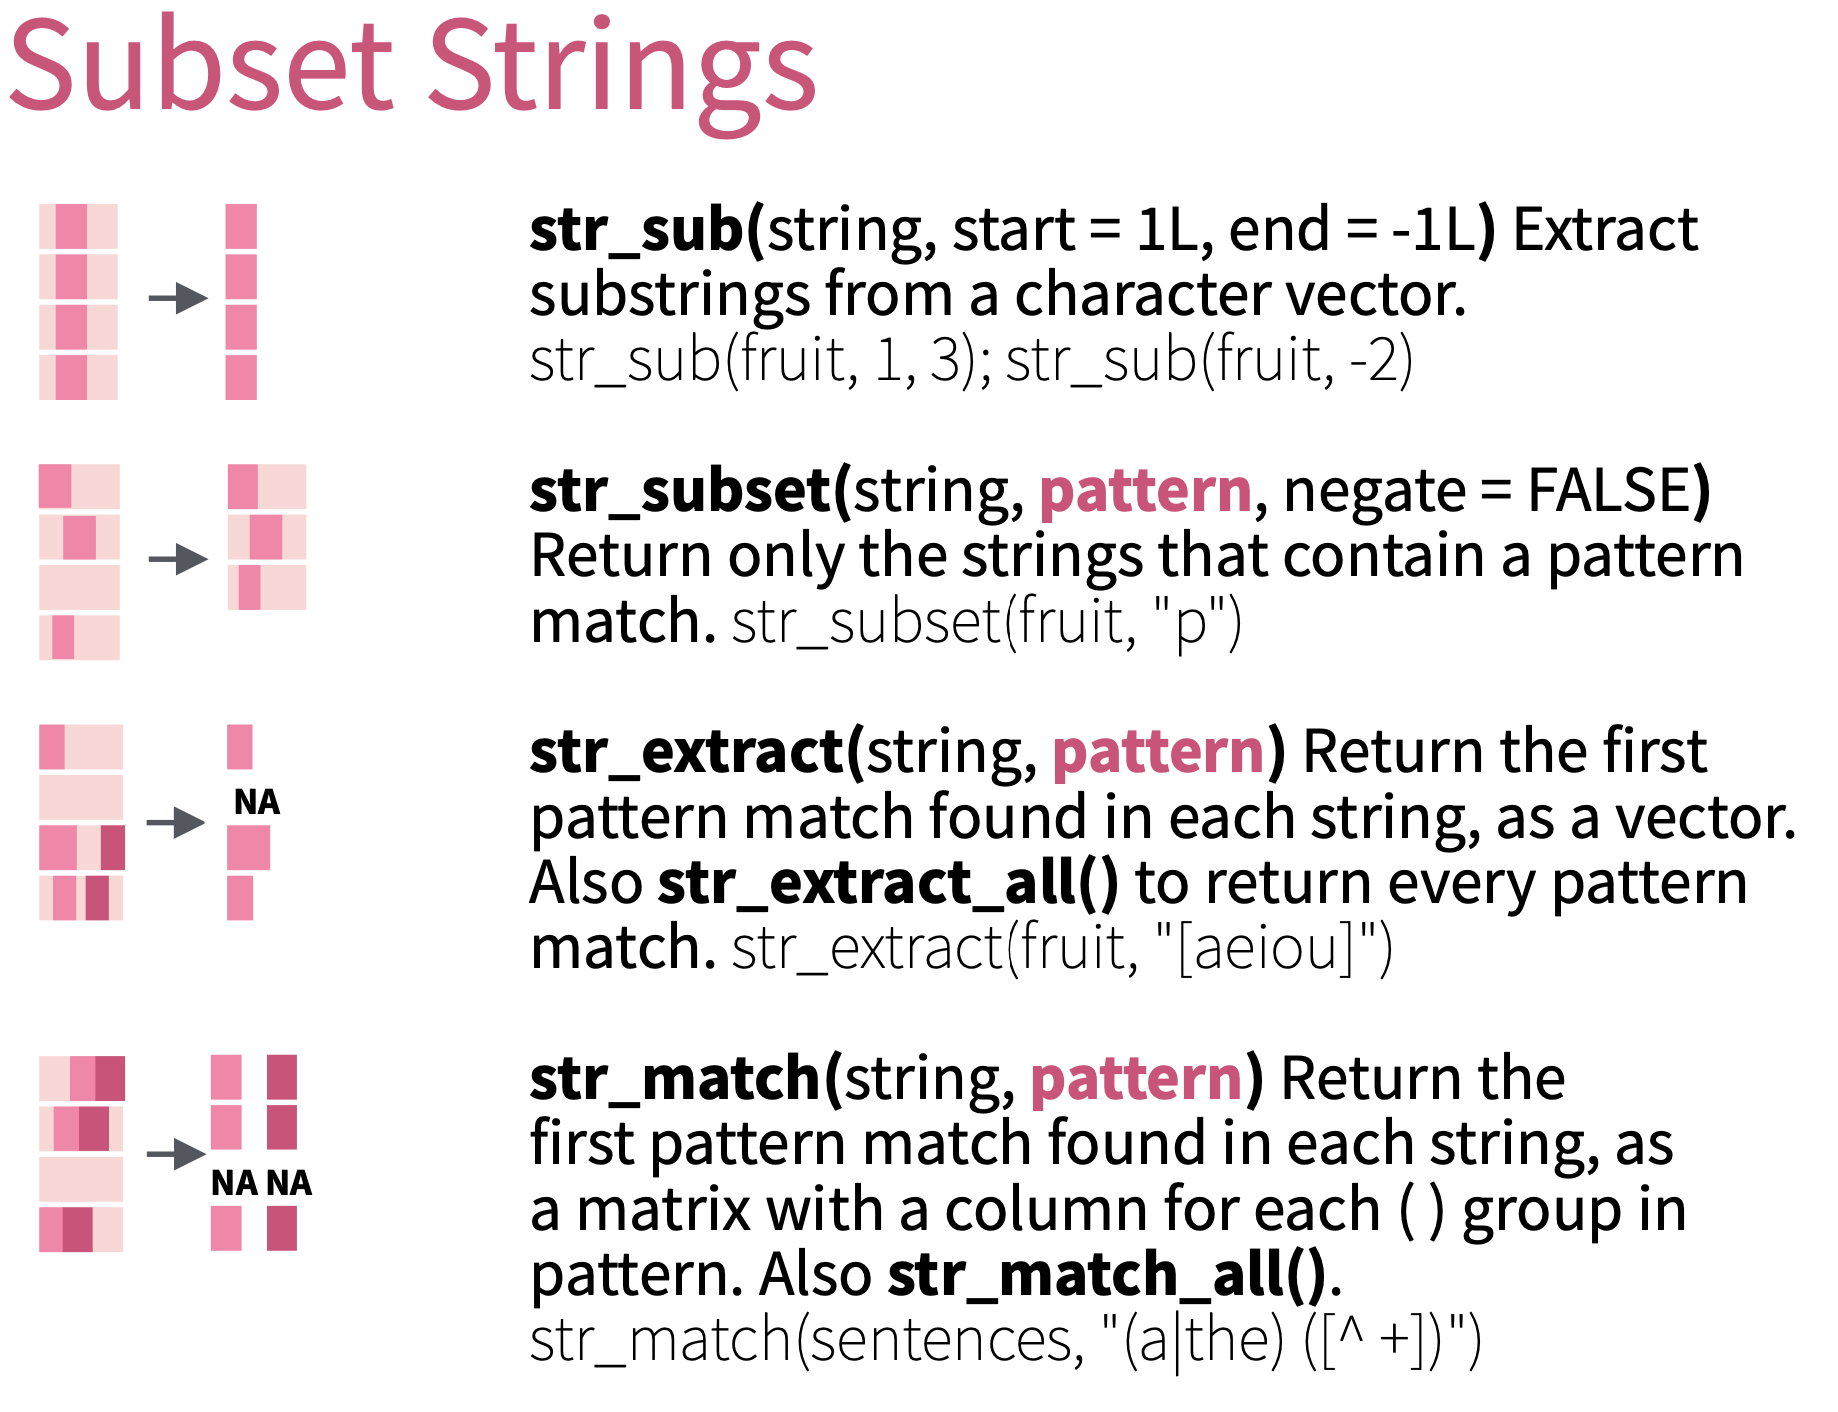 Subset Strings
str_sub(string, start = 1L, end = -1L) Extract
substrings from a character vector.
str_sub(fruit, 1, 3); str_sub(fruit, -2)
str_subset(string, pattern, negate = FALSE)
Return only the strings that contain a pattern
match. str_subset(fruit, "p")
NA
str_extract(string, pattern) Return the first
pattern match found in each string, as a vector.
Also str_extract_all() to return every pattern
match. str_extract(fruit, "[aeiou]")
NA NA
str_match(string, pattern) Return the
first pattern match found in each string, as
a matrix with a column for each ( ) group in
pattern. Also str_match_all().
str_match(sentences, "(a|the) ([^ +])")